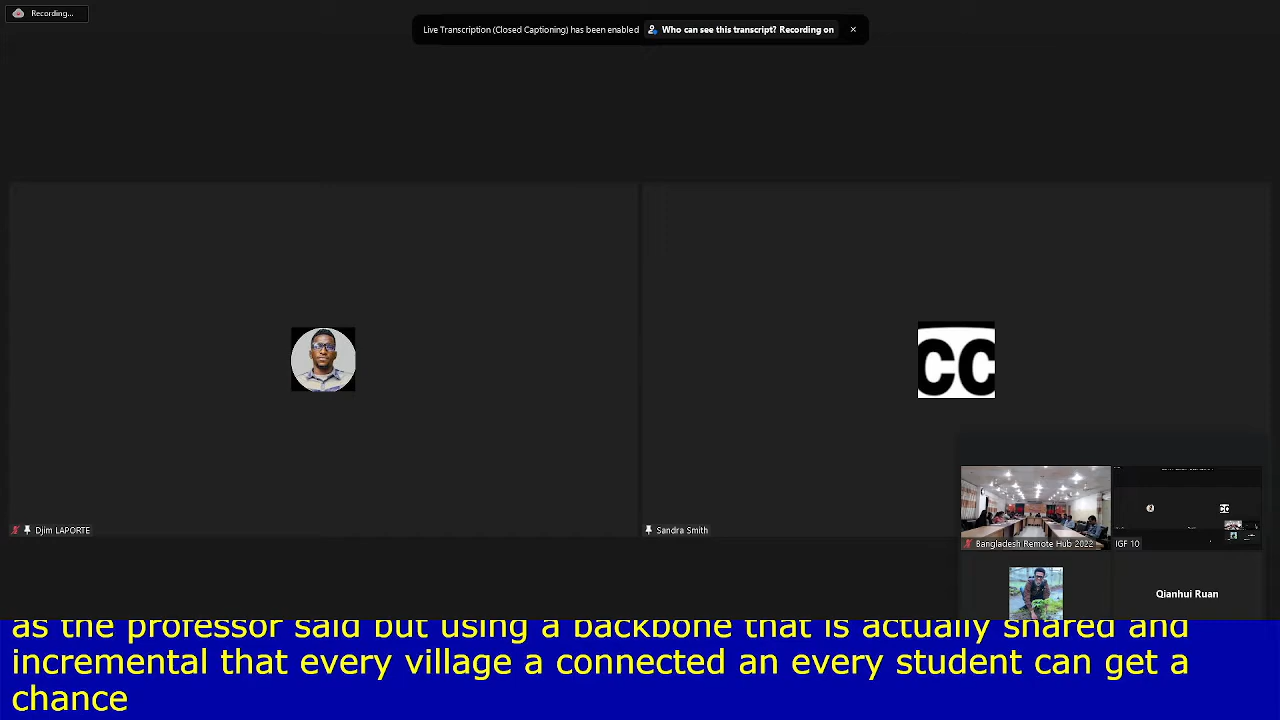 Recording...
Live Transcription (Closed Captioning) has been enabled Who can see this transcript? Recording on
CC
Djim LAPORTE
Sandra Smith
Bangladesh Remote Hub 2022
IGF 10
Qianhui Ruan
as the professor said but using a backbone that is actually shared and
incremental that every village a connected an every student can get a
chance